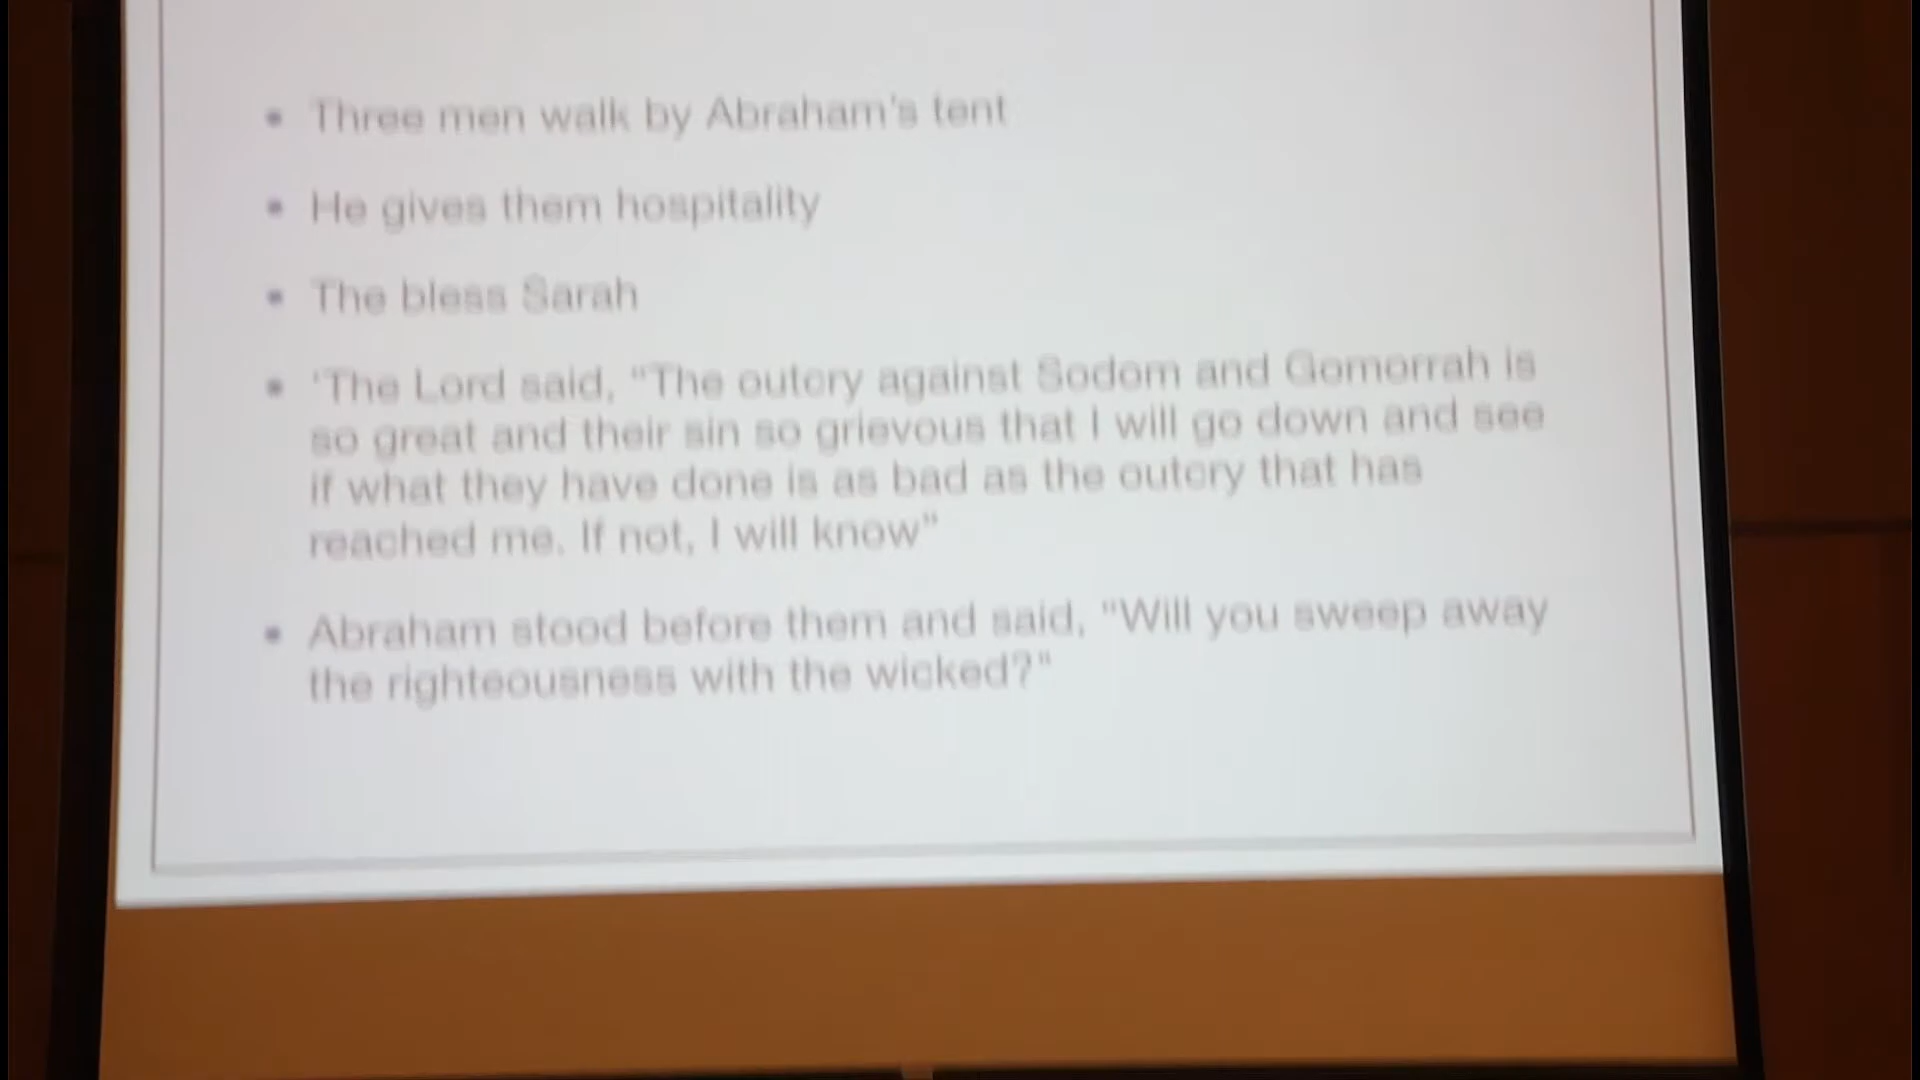 • Three men walk by Abraham's tent
• He gives them hospitality
• The bless Sarah
• 'The Lord said, "The outcry against Sodom and Gomorrah is
so great and their sin so grievous that I will go down and see
if what they have done is as bad as the outcry that has
reached me. If not, I will know"
• Abraham stood before them and said, "Will you sweep away
the righteousness with the wicked?"